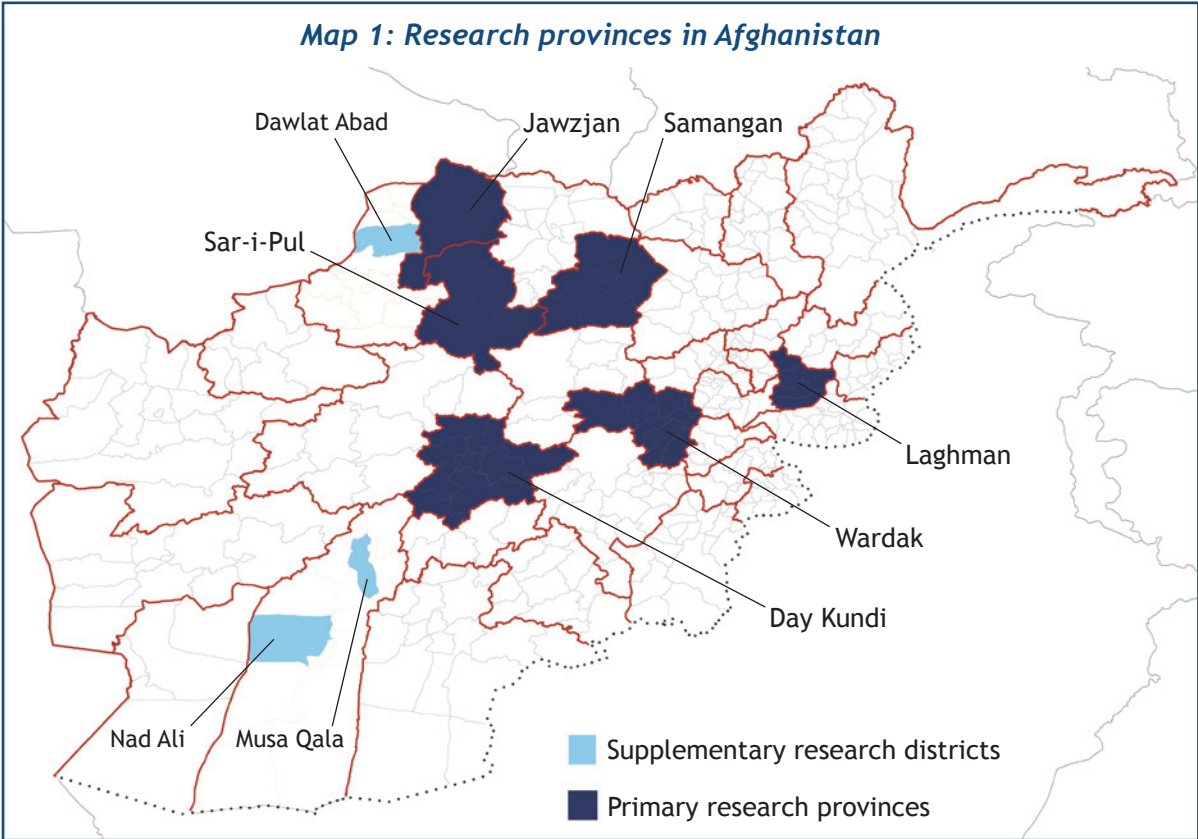 Map 1: Research provinces in Afghanistan
Dawlat Abad
Jawzjan
Samangan
Sar-i-Pul
Laghman
Wardak
Day Kundi
Nad Ali
Musa Qala
Supplementary research districts
Primary research provinces